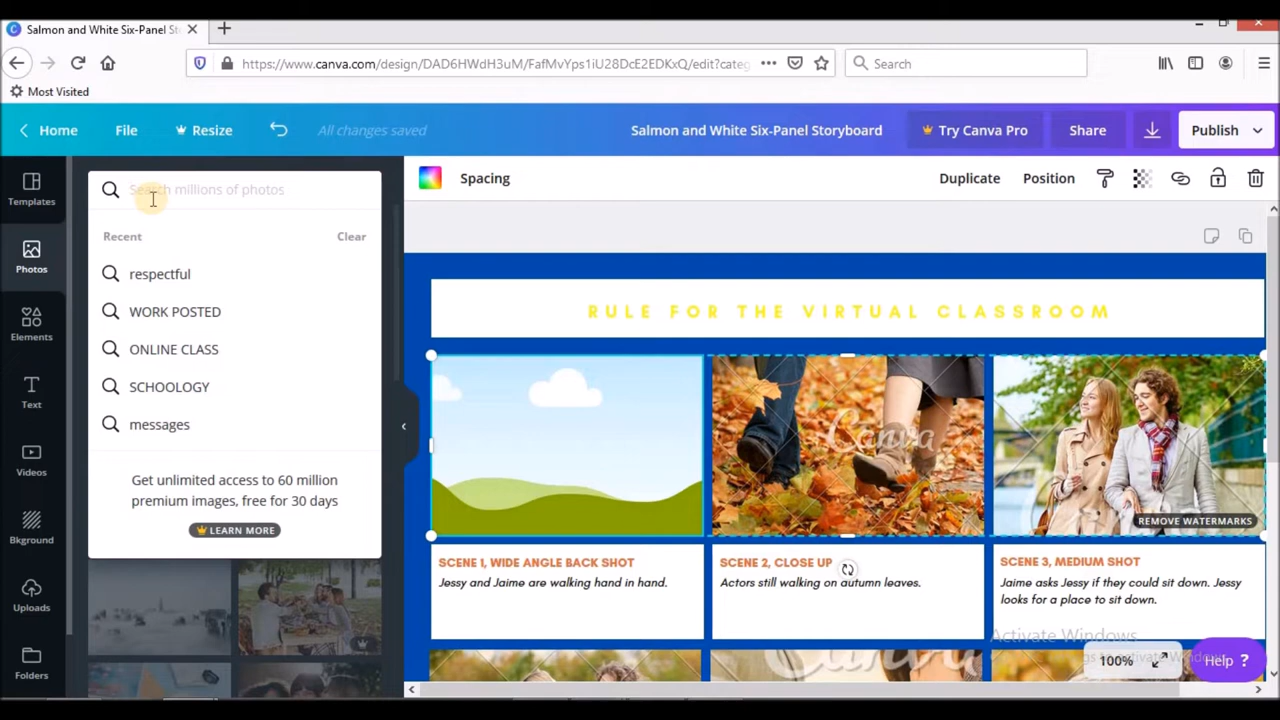 Salmon and White Six-Panel St
https://www.canva.com/design/DAD6HWdH3uM/FafMvYps1iU28DcE2EDKxQ/edit?categ
Search
Most Visited
Home
File
Resize
All changes saved
Salmon and White Six-Panel Storyboard
Try Canva Pro
Share
Publish
Templates
Photos
Elements
Text
Videos
Bkground
Uploads
Folders
Search millions of photos
Recent
Clear
respectful
WORK POSTED
ONLINE CLASS
SCHOOLOGY
messages
Get unlimited access to 60 million
premium images, free for 30 days
LEARN MORE
Spacing
Duplicate
Position
RULE FOR THE VIRTUAL CLASSROOM
Canva
REMOVE WATERMARKS
SCENE 1, WIDE ANGLE BACK SHOT
Jessy and Jaime are walking hand in hand.
SCENE 2, CLOSE UP
Actors still walking on autumn leaves.
SCENE 3, MEDIUM SHOT
Jaime asks Jessy if they could sit down. Jessy
looks for a place to sit down.
Activate Windows
100%
Help ?